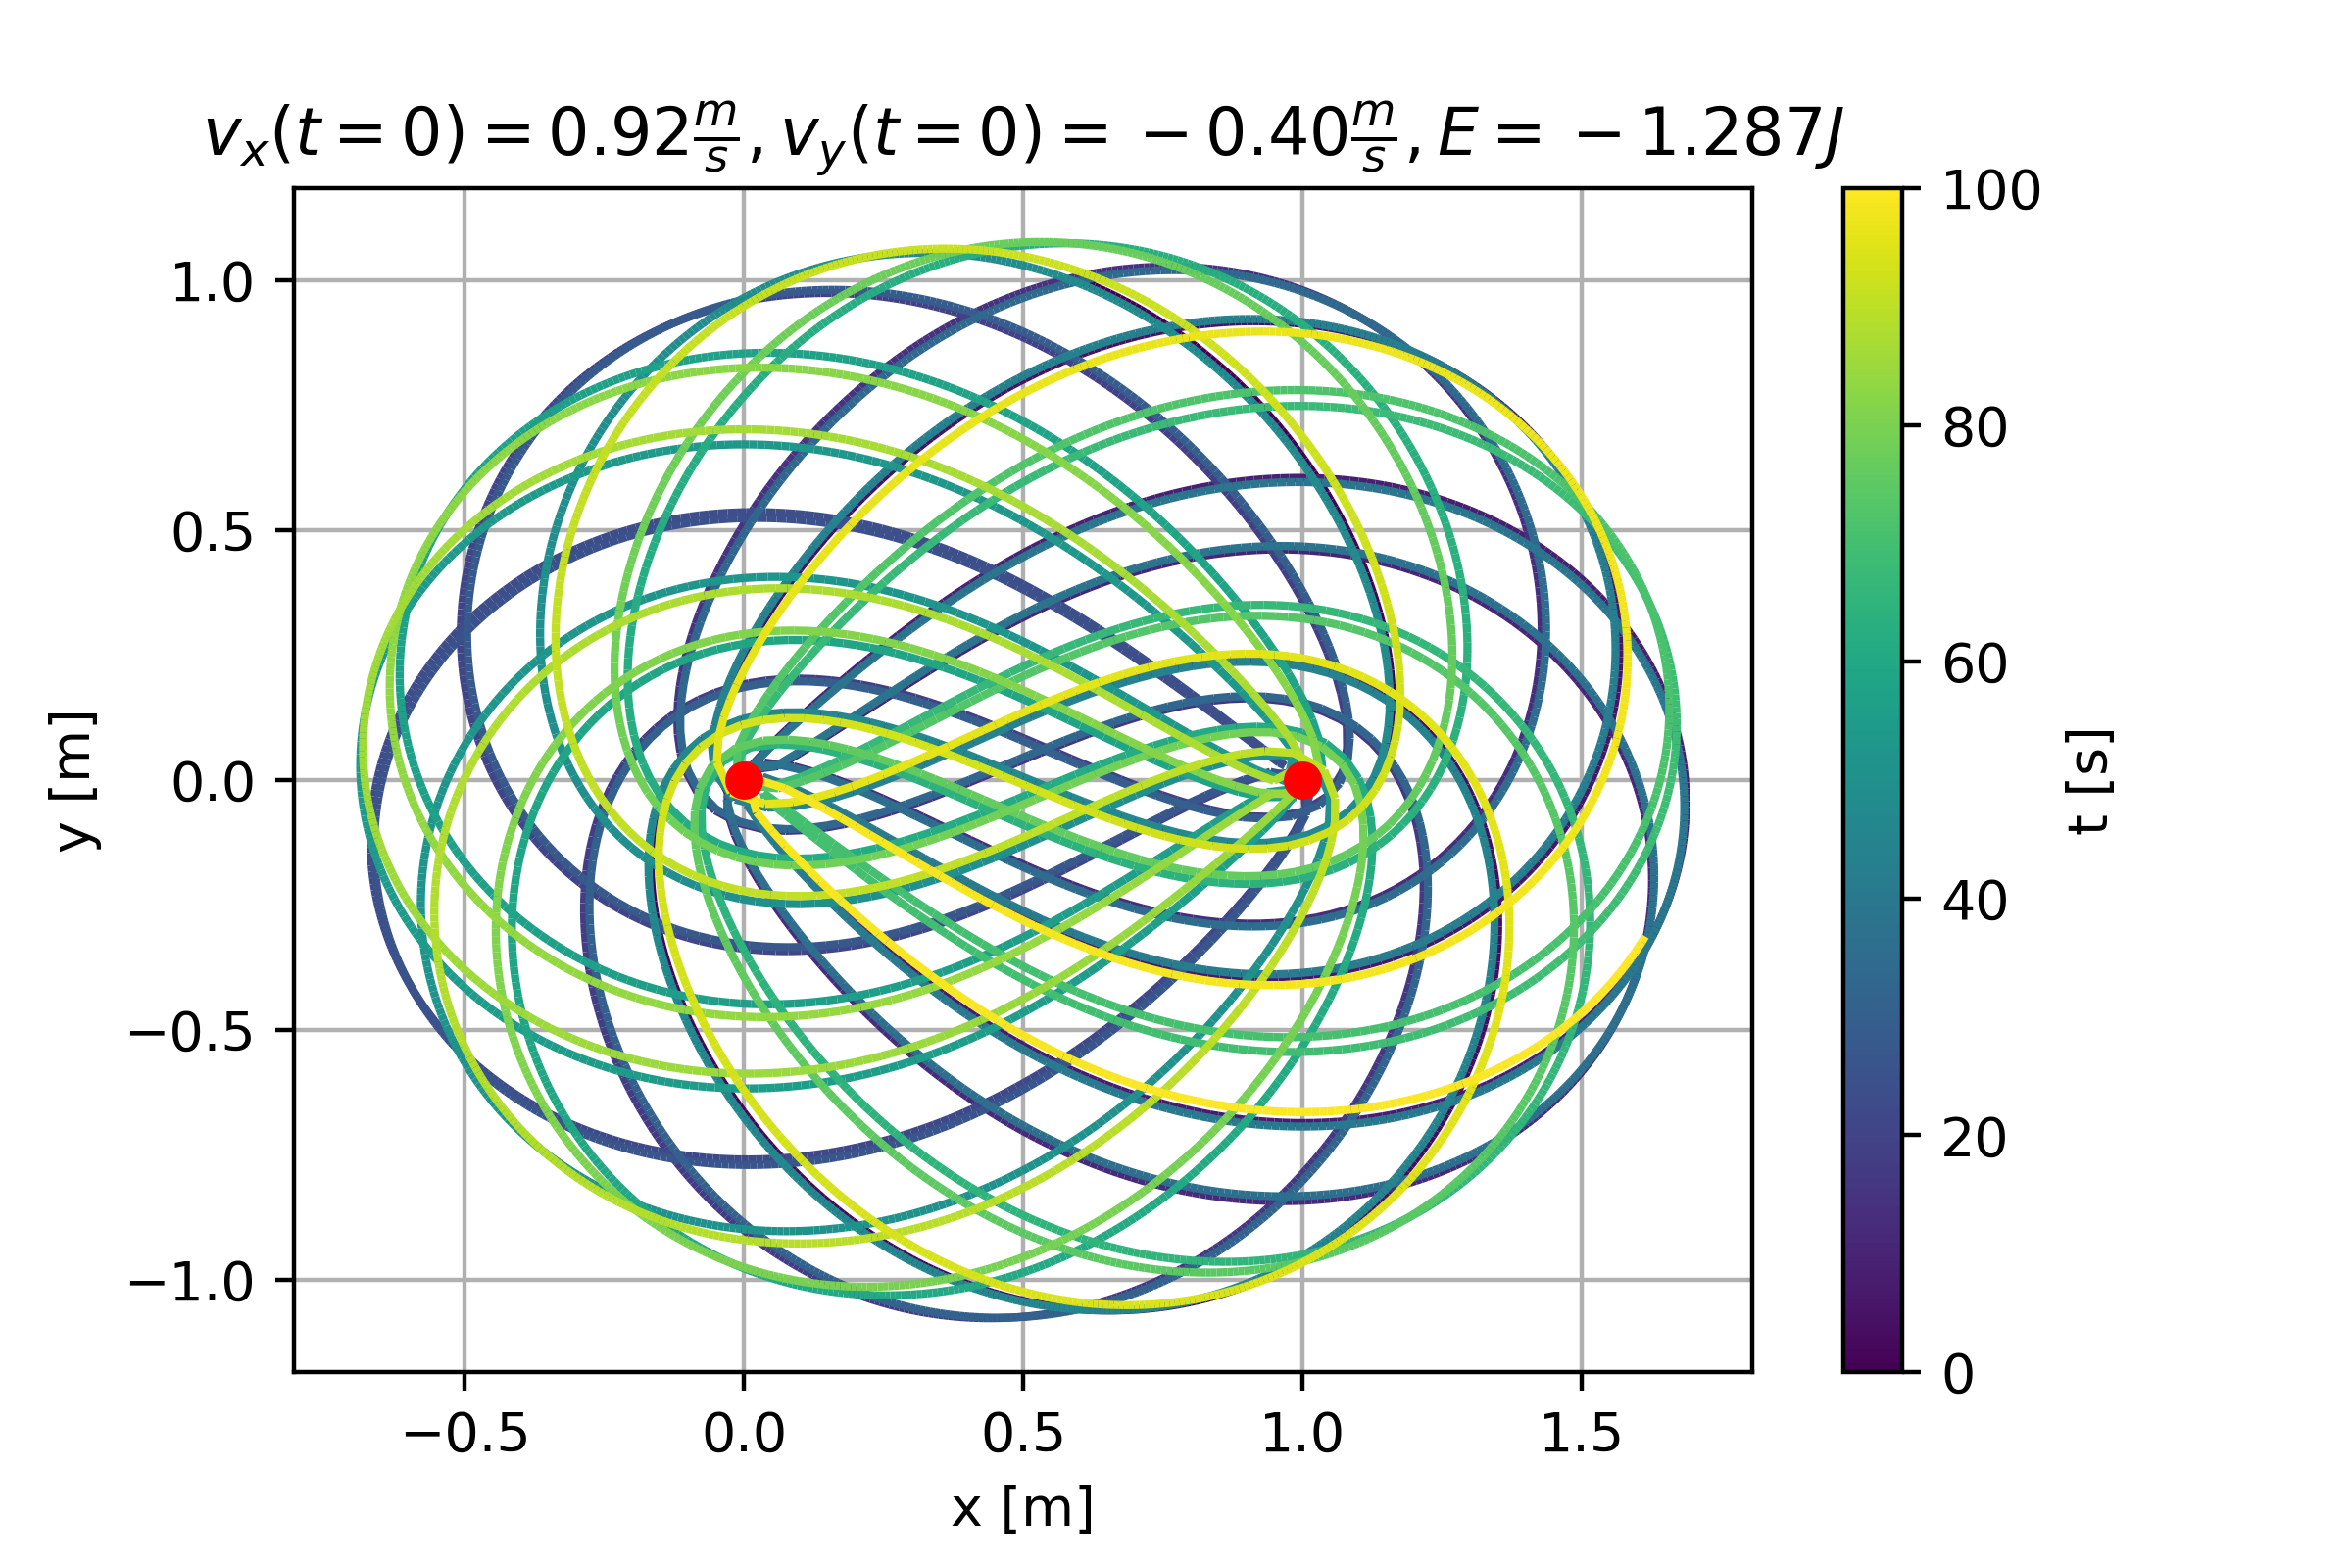 v_x(t = 0) = 0.92 m/s, v_y(t = 0) = −0.40 m/s, E = −1.287J
1.0
0.5
0.0
−0.5
−1.0
y [m]
−0.5 0.0 0.5 1.0 1.5
x [m]
100
80
60
40
20
0
t [s]